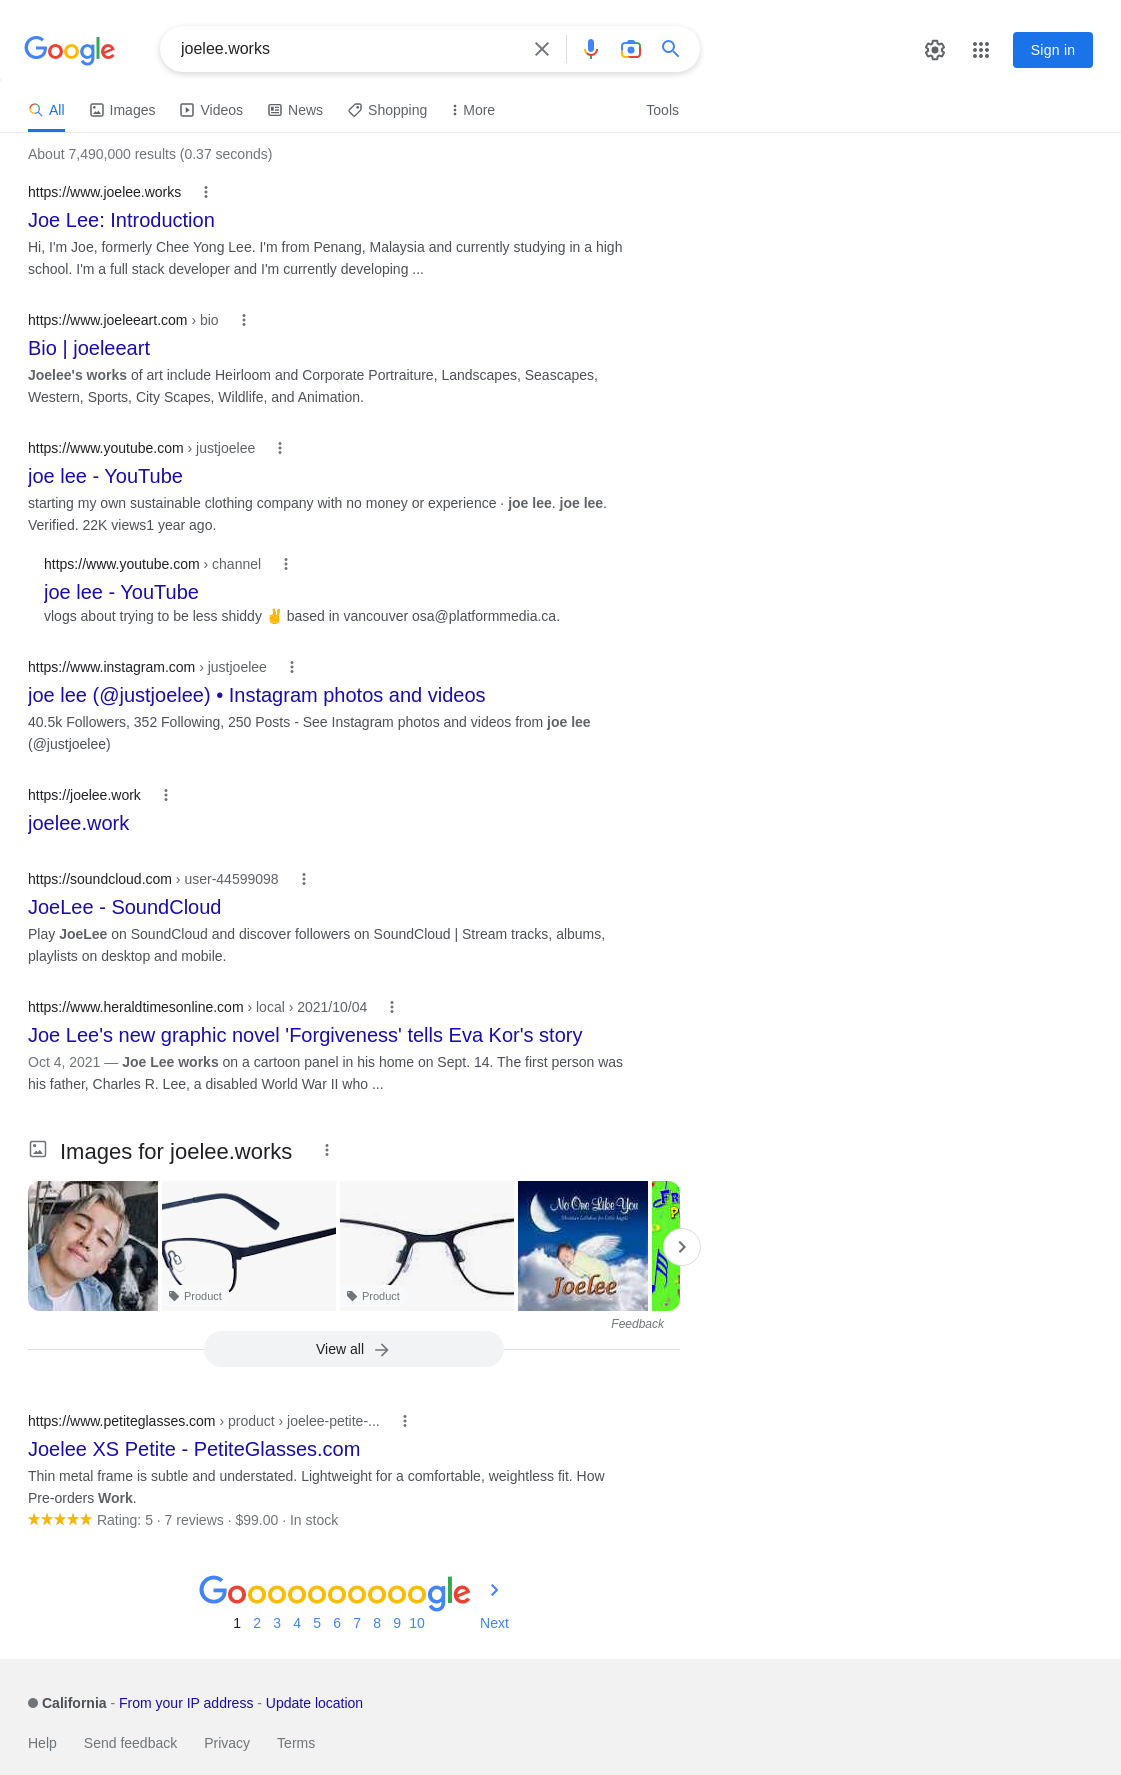 Google
joelee.works
Sign in
All
Images
Videos
News
Shopping
More
Tools
About 7,490,000 results (0.37 seconds)
https://www.joelee.works
Joe Lee: Introduction
Hi, I'm Joe, formerly Chee Yong Lee. I'm from Penang, Malaysia and currently studying in a high
school. I'm a full stack developer and I'm currently developing ...
https://www.joeleeart.com › bio
Bio | joeleeart
Joelee's works of art include Heirloom and Corporate Portraiture, Landscapes, Seascapes,
Western, Sports, City Scapes, Wildlife, and Animation.
https://www.youtube.com › justjoelee
joe lee - YouTube
starting my own sustainable clothing company with no money or experience · joe lee. joe lee.
Verified. 22K views1 year ago.
https://www.youtube.com › channel
joe lee - YouTube
vlogs about trying to be less shiddy ✌️ based in vancouver osa@platformmedia.ca.
https://www.instagram.com › justjoelee
joe lee (@justjoelee) • Instagram photos and videos
40.5k Followers, 352 Following, 250 Posts - See Instagram photos and videos from joe lee
(@justjoelee)
https://joelee.work
joelee.work
https://soundcloud.com › user-44599098
JoeLee - SoundCloud
Play JoeLee on SoundCloud and discover followers on SoundCloud | Stream tracks, albums,
playlists on desktop and mobile.
https://www.heraldtimesonline.com › local › 2021/10/04
Joe Lee's new graphic novel 'Forgiveness' tells Eva Kor's story
Oct 4, 2021 — Joe Lee works on a cartoon panel in his home on Sept. 14. The first person was
his father, Charles R. Lee, a disabled World War II who ...
Images for joelee.works
No One Like You
Joelee
Product
Product
Feedback
View all
https://www.petiteglasses.com › product › joelee-petite-...
Joelee XS Petite - PetiteGlasses.com
Thin metal frame is subtle and understated. Lightweight for a comfortable, weightless fit. How
Pre-orders Work.
Rating: 5 · 7 reviews · $99.00 · In stock
Goooooooooogle
1 2 3 4 5 6 7 8 9 10 Next
California - From your IP address - Update location
Help Send feedback Privacy Terms